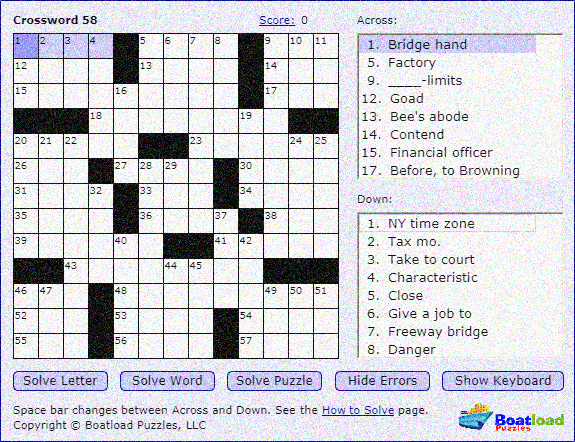 Crossword 58 Score: 0
1 2 3 4 5 6 7 8 9 10 11
12 13 14
15 16 17
18 19
20 21 22 23 24 25
26 27 28 29 30
31 32 33 34
35 36 37 38
39 40 41 42
43 44 45
46 47 48 49 50 51
52 53 54
55 56 57
Across:
1. Bridge hand
5. Factory
9. ____-limits
12. Goad
13. Bee's abode
14. Contend
15. Financial officer
17. Before, to Browning
Down:
1. NY time zone
2. Tax mo.
3. Take to court
4. Characteristic
5. Close
6. Give a job to
7. Freeway bridge
8. Danger
Solve Letter Solve Word Solve Puzzle Hide Errors Show Keyboard
Space bar changes between Across and Down. See the How to Solve page.
Copyright © Boatload Puzzles, LLC
Boatload
Puzzles